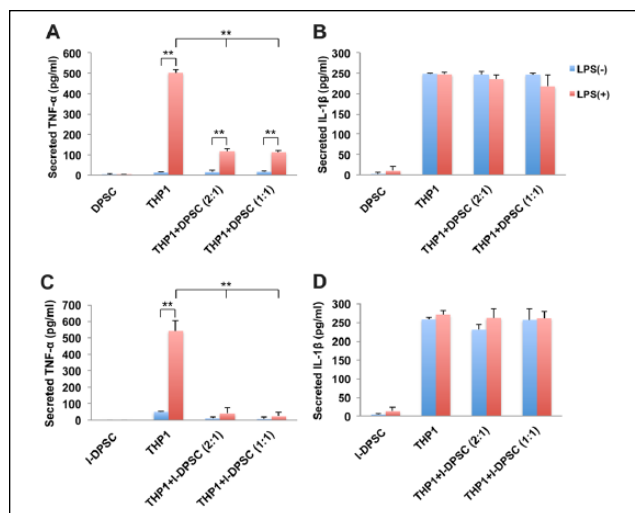 A
Secreted TNF-α (pg/ml)
600
500
400
300
200
100
0
**
**
**
**
DPSC
THP1
THP1+DPSC (2:1)
THP1+DPSC (1:1)
B
Secreted IL-1β (pg/ml)
300
250
200
150
100
50
0
LPS(-)
LPS(+)
DPSC
THP1
THP1+DPSC (2:1)
THP1+DPSC (1:1)
C
Secreted TNF-α (pg/ml)
700
600
500
400
300
200
100
0
**
**
I-DPSC
THP1
THP1+I-DPSC (2:1)
THP1+I-DPSC (1:1)
D
Secreted IL-1β (pg/ml)
350
300
250
200
150
100
50
0
I-DPSC
THP1
THP1+I-DPSC (2:1)
THP1+I-DPSC (1:1)